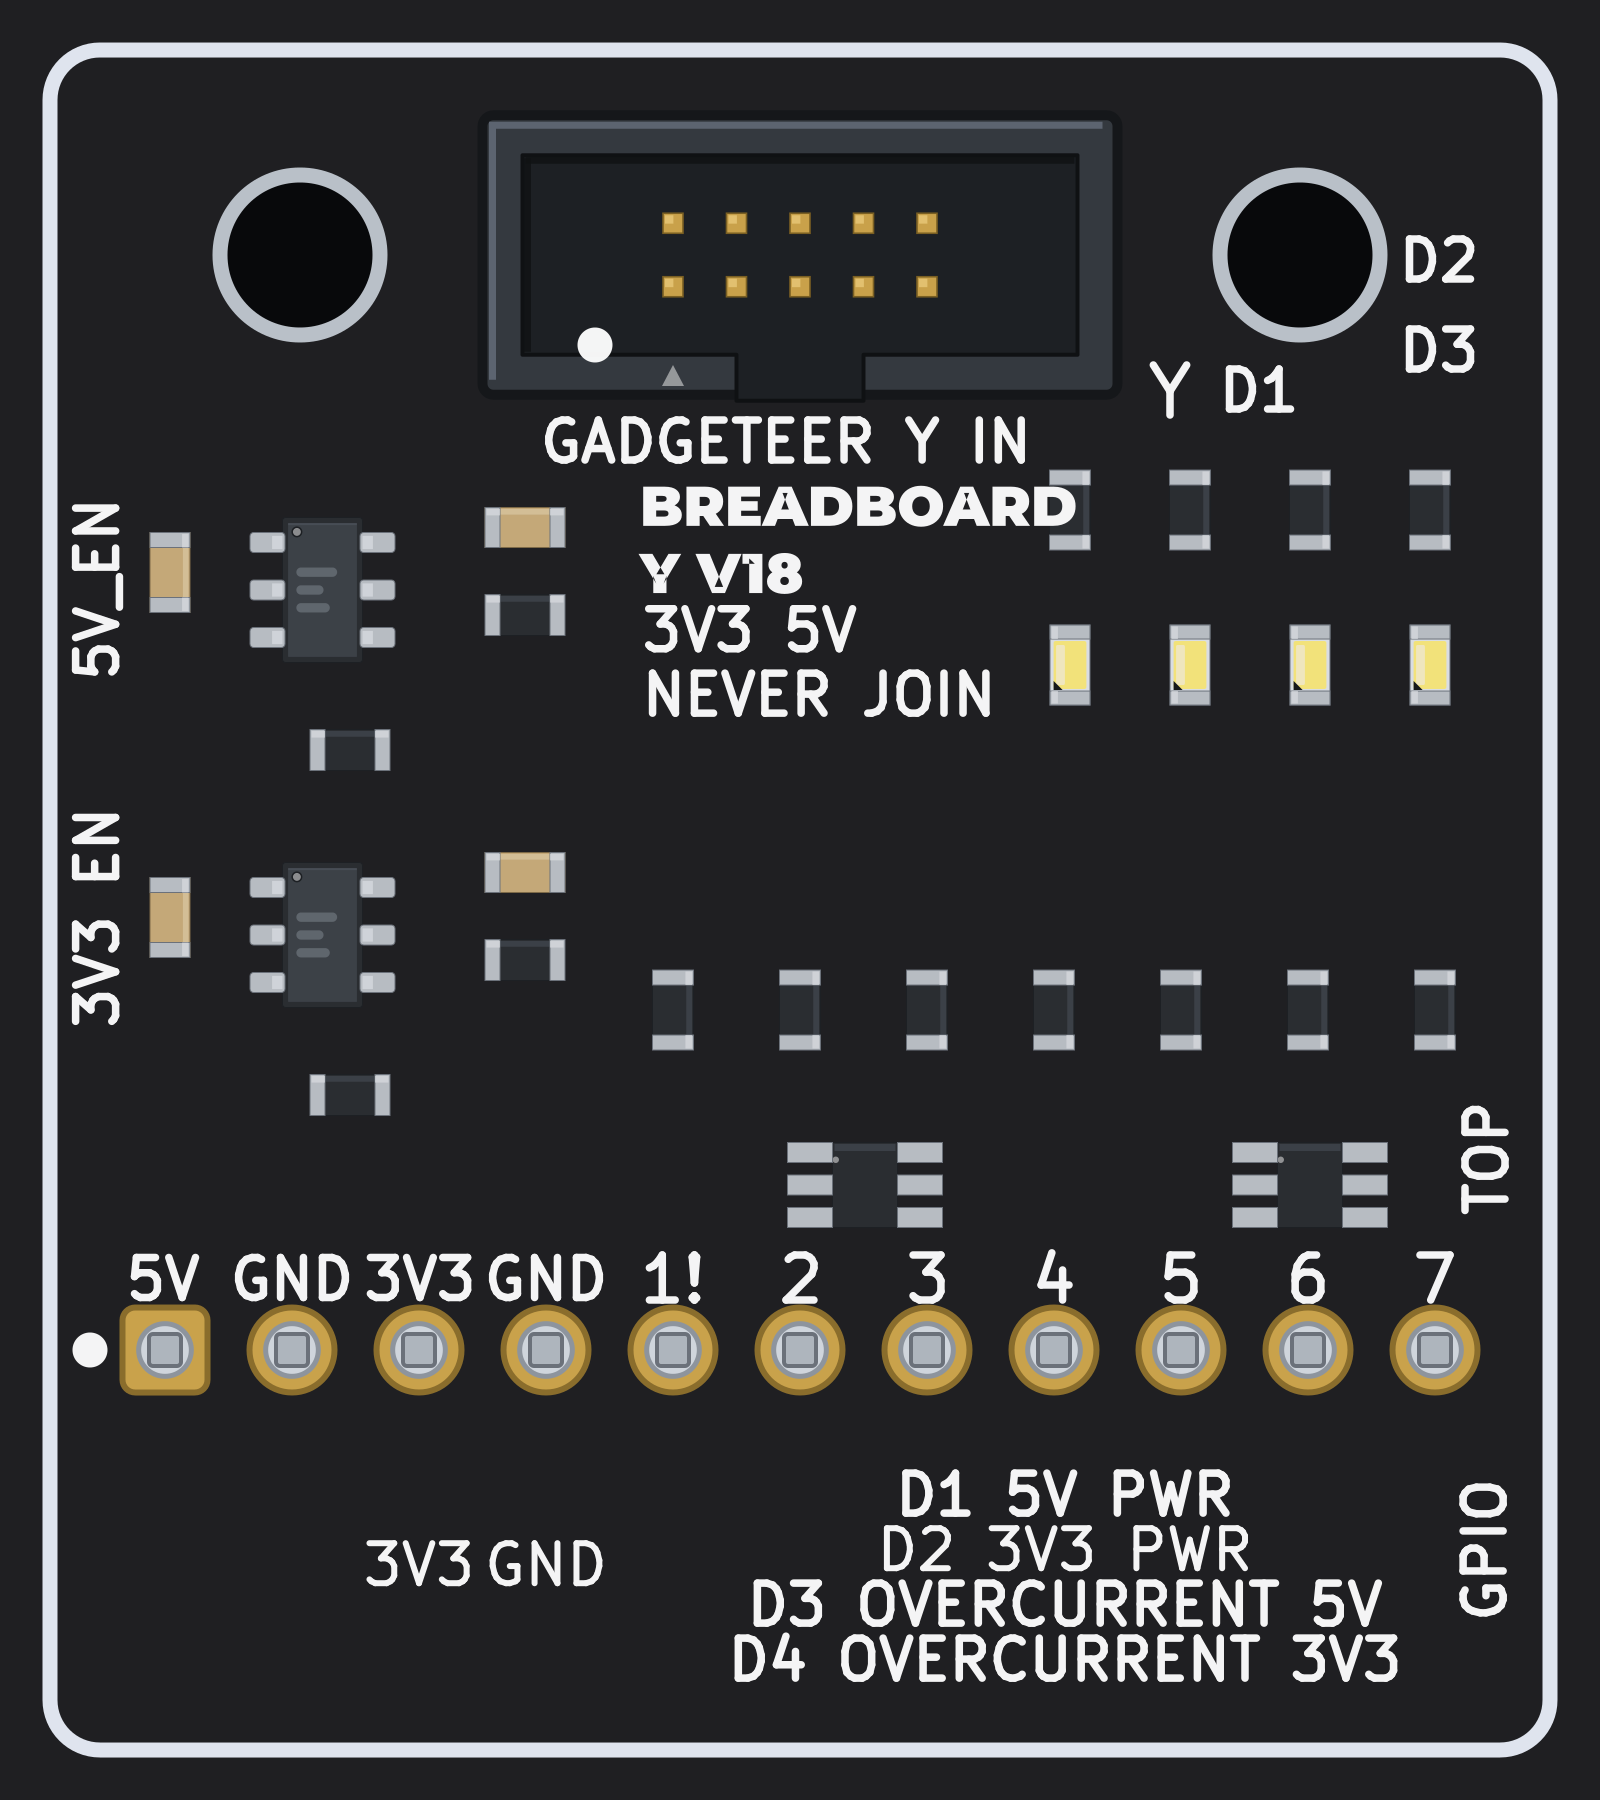 D2
D3
Y D1
GADGETEER Y IN
BREADBOARD
Y V18
3V3 5V
NEVER JOIN
5V_EN
3V3 EN
TOP
5V GND 3V3 GND 1! 2 3 4 5 6 7
D1 5V PWR
D2 3V3 PWR
3V3 GND
D3 OVERCURRENT 5V
D4 OVERCURRENT 3V3
GPIO